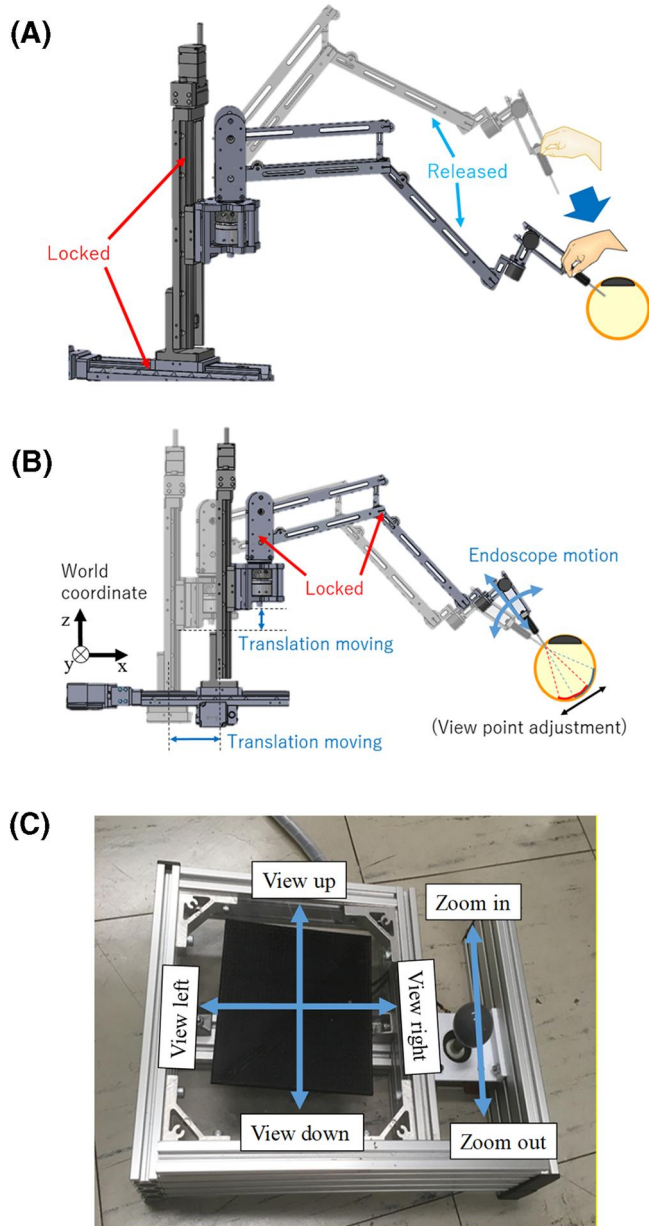 (A)
Locked
Released
(B)
World
coordinate
z
y
x
Endoscope motion
Locked
Translation moving
Translation moving
(View point adjustment)
(C)
View up
Zoom in
View left
View right
View down
Zoom out